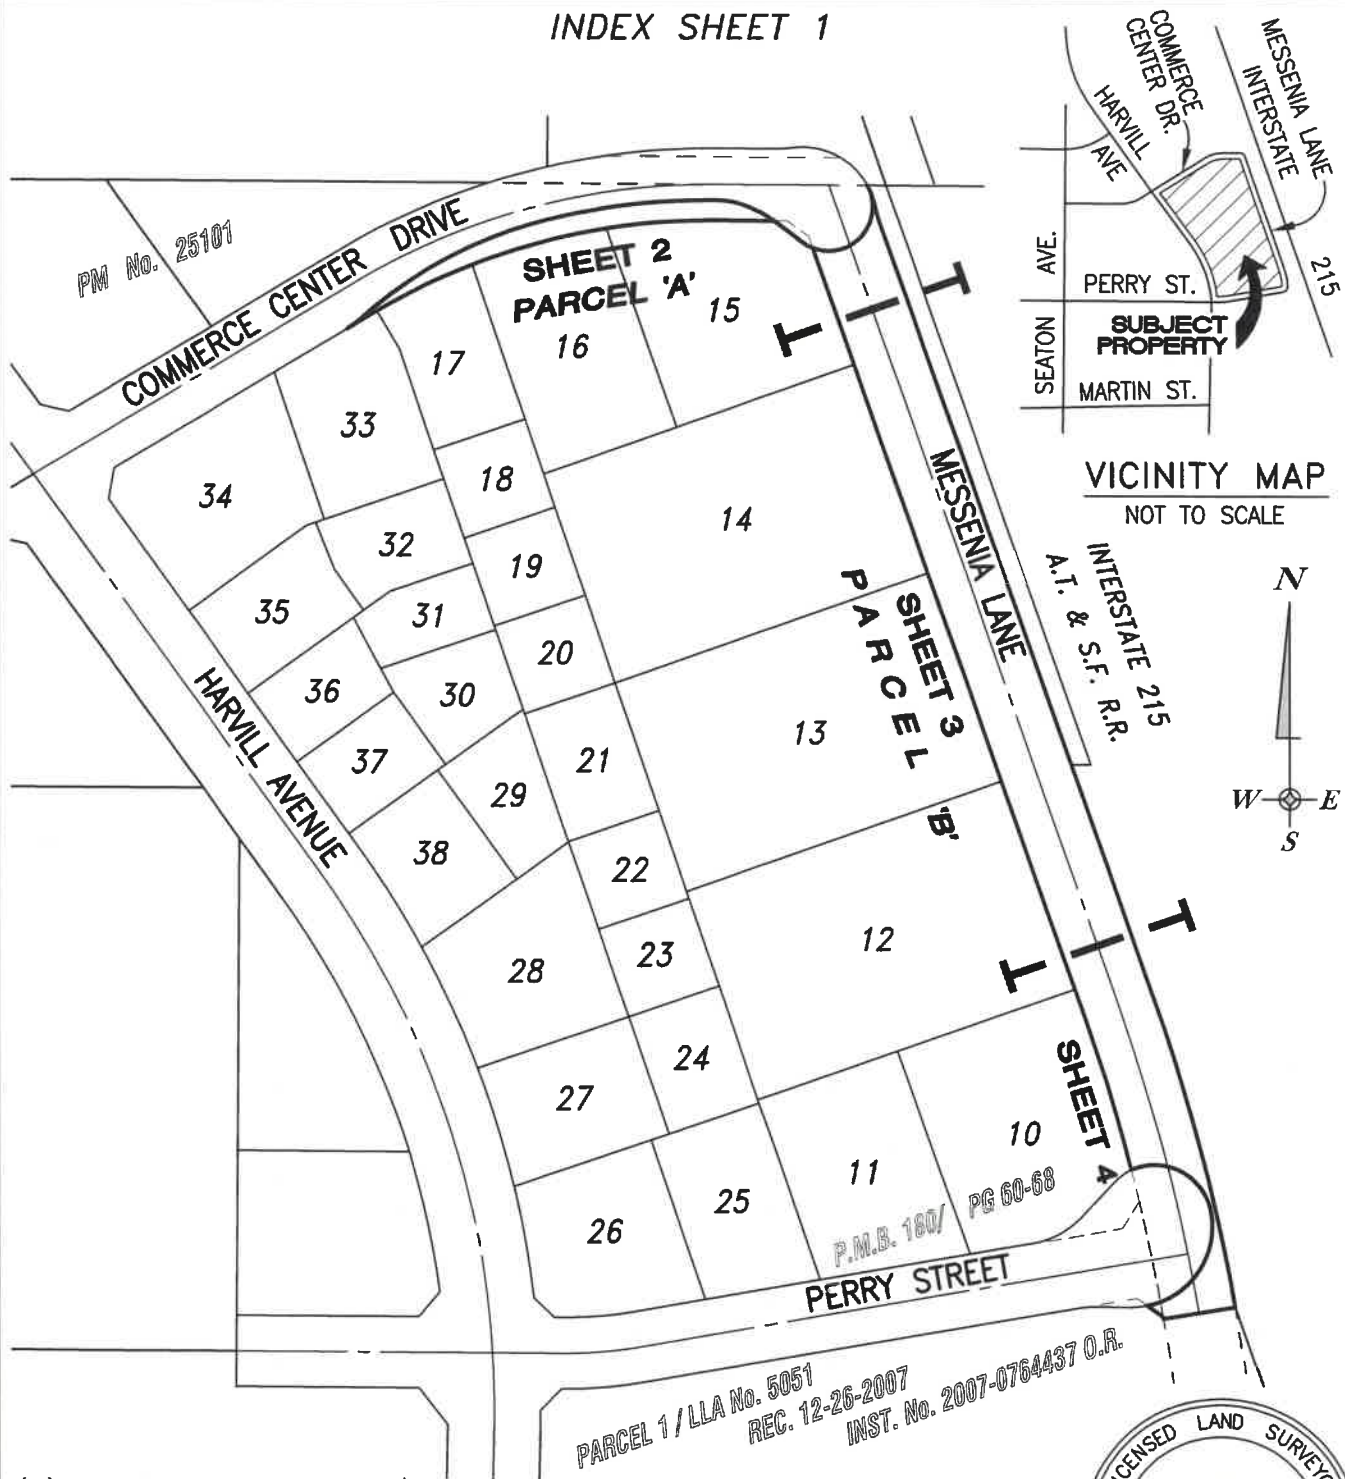 INDEX SHEET 1
COMMERCE
CENTER DR.
MESSENIA LANE
INTERSTATE
215
HARVILL
AVE
SEATON AVE.
PERRY ST.
SUBJECT
PROPERTY
MARTIN ST.
VICINITY MAP
NOT TO SCALE
PM No. 25101
COMMERCE CENTER DRIVE
SHEET 2
PARCEL 'A'
15
16
17
33
34
18
14
32
19
35
31
20
36
30
13
37
21
29
38
22
12
28
23
24
27
10
11
25
26
MESSENIA LANE
SHEET 3
PARCEL 'B'
INTERSTATE 215
A.T. & S.F. R.R.
N
W
E
S
HARVILL AVENUE
SHEET 4
P.M.B. 180/ PG 60-68
PERRY STREET
PARCEL 1 / LLA No. 5051
REC. 12-26-2007
INST. No. 2007-0764437 O.R.
LAND